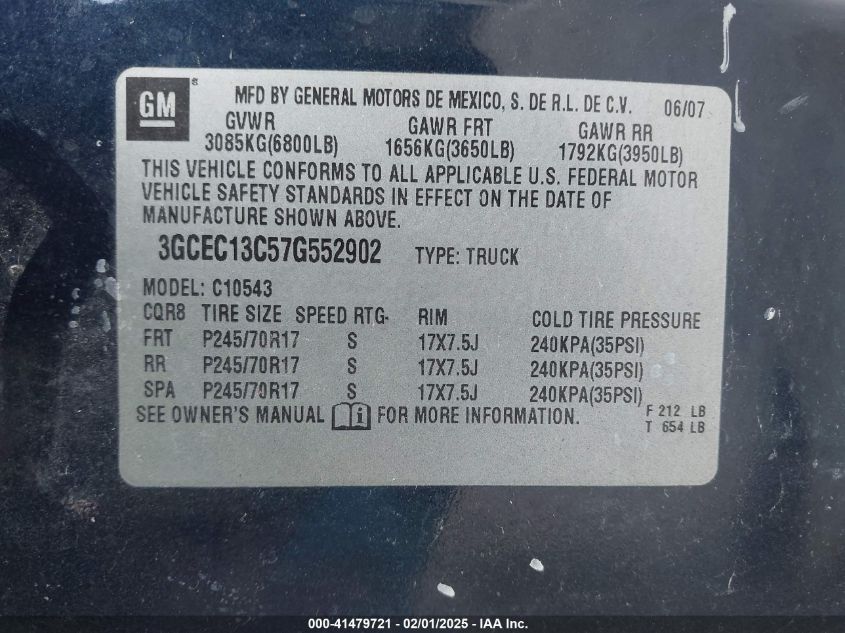 GM ®
MFD BY GENERAL MOTORS DE MEXICO, S. DE R.L. DE C.V. 06/07
GVWR GAWR FRT GAWR RR
3085KG(6800LB) 1656KG(3650LB) 1792KG(3950LB)
THIS VEHICLE CONFORMS TO ALL APPLICABLE U.S. FEDERAL MOTOR
VEHICLE SAFETY STANDARDS IN EFFECT ON THE DATE OF
MANUFACTURE SHOWN ABOVE.
3GCEC13C57G552902 TYPE: TRUCK
MODEL: C10543
CQR8 TIRE SIZE SPEED RTG- RIM COLD TIRE PRESSURE
FRT P245/70R17 S 17X7.5J 240KPA(35PSI)
RR P245/70R17 S 17X7.5J 240KPA(35PSI)
SPA P245/70R17 S 17X7.5J 240KPA(35PSI)
SEE OWNER'S MANUAL i FOR MORE INFORMATION.
F 212 LB
T 654 LB
000-41479721 - 02/01/2025 - IAA Inc.